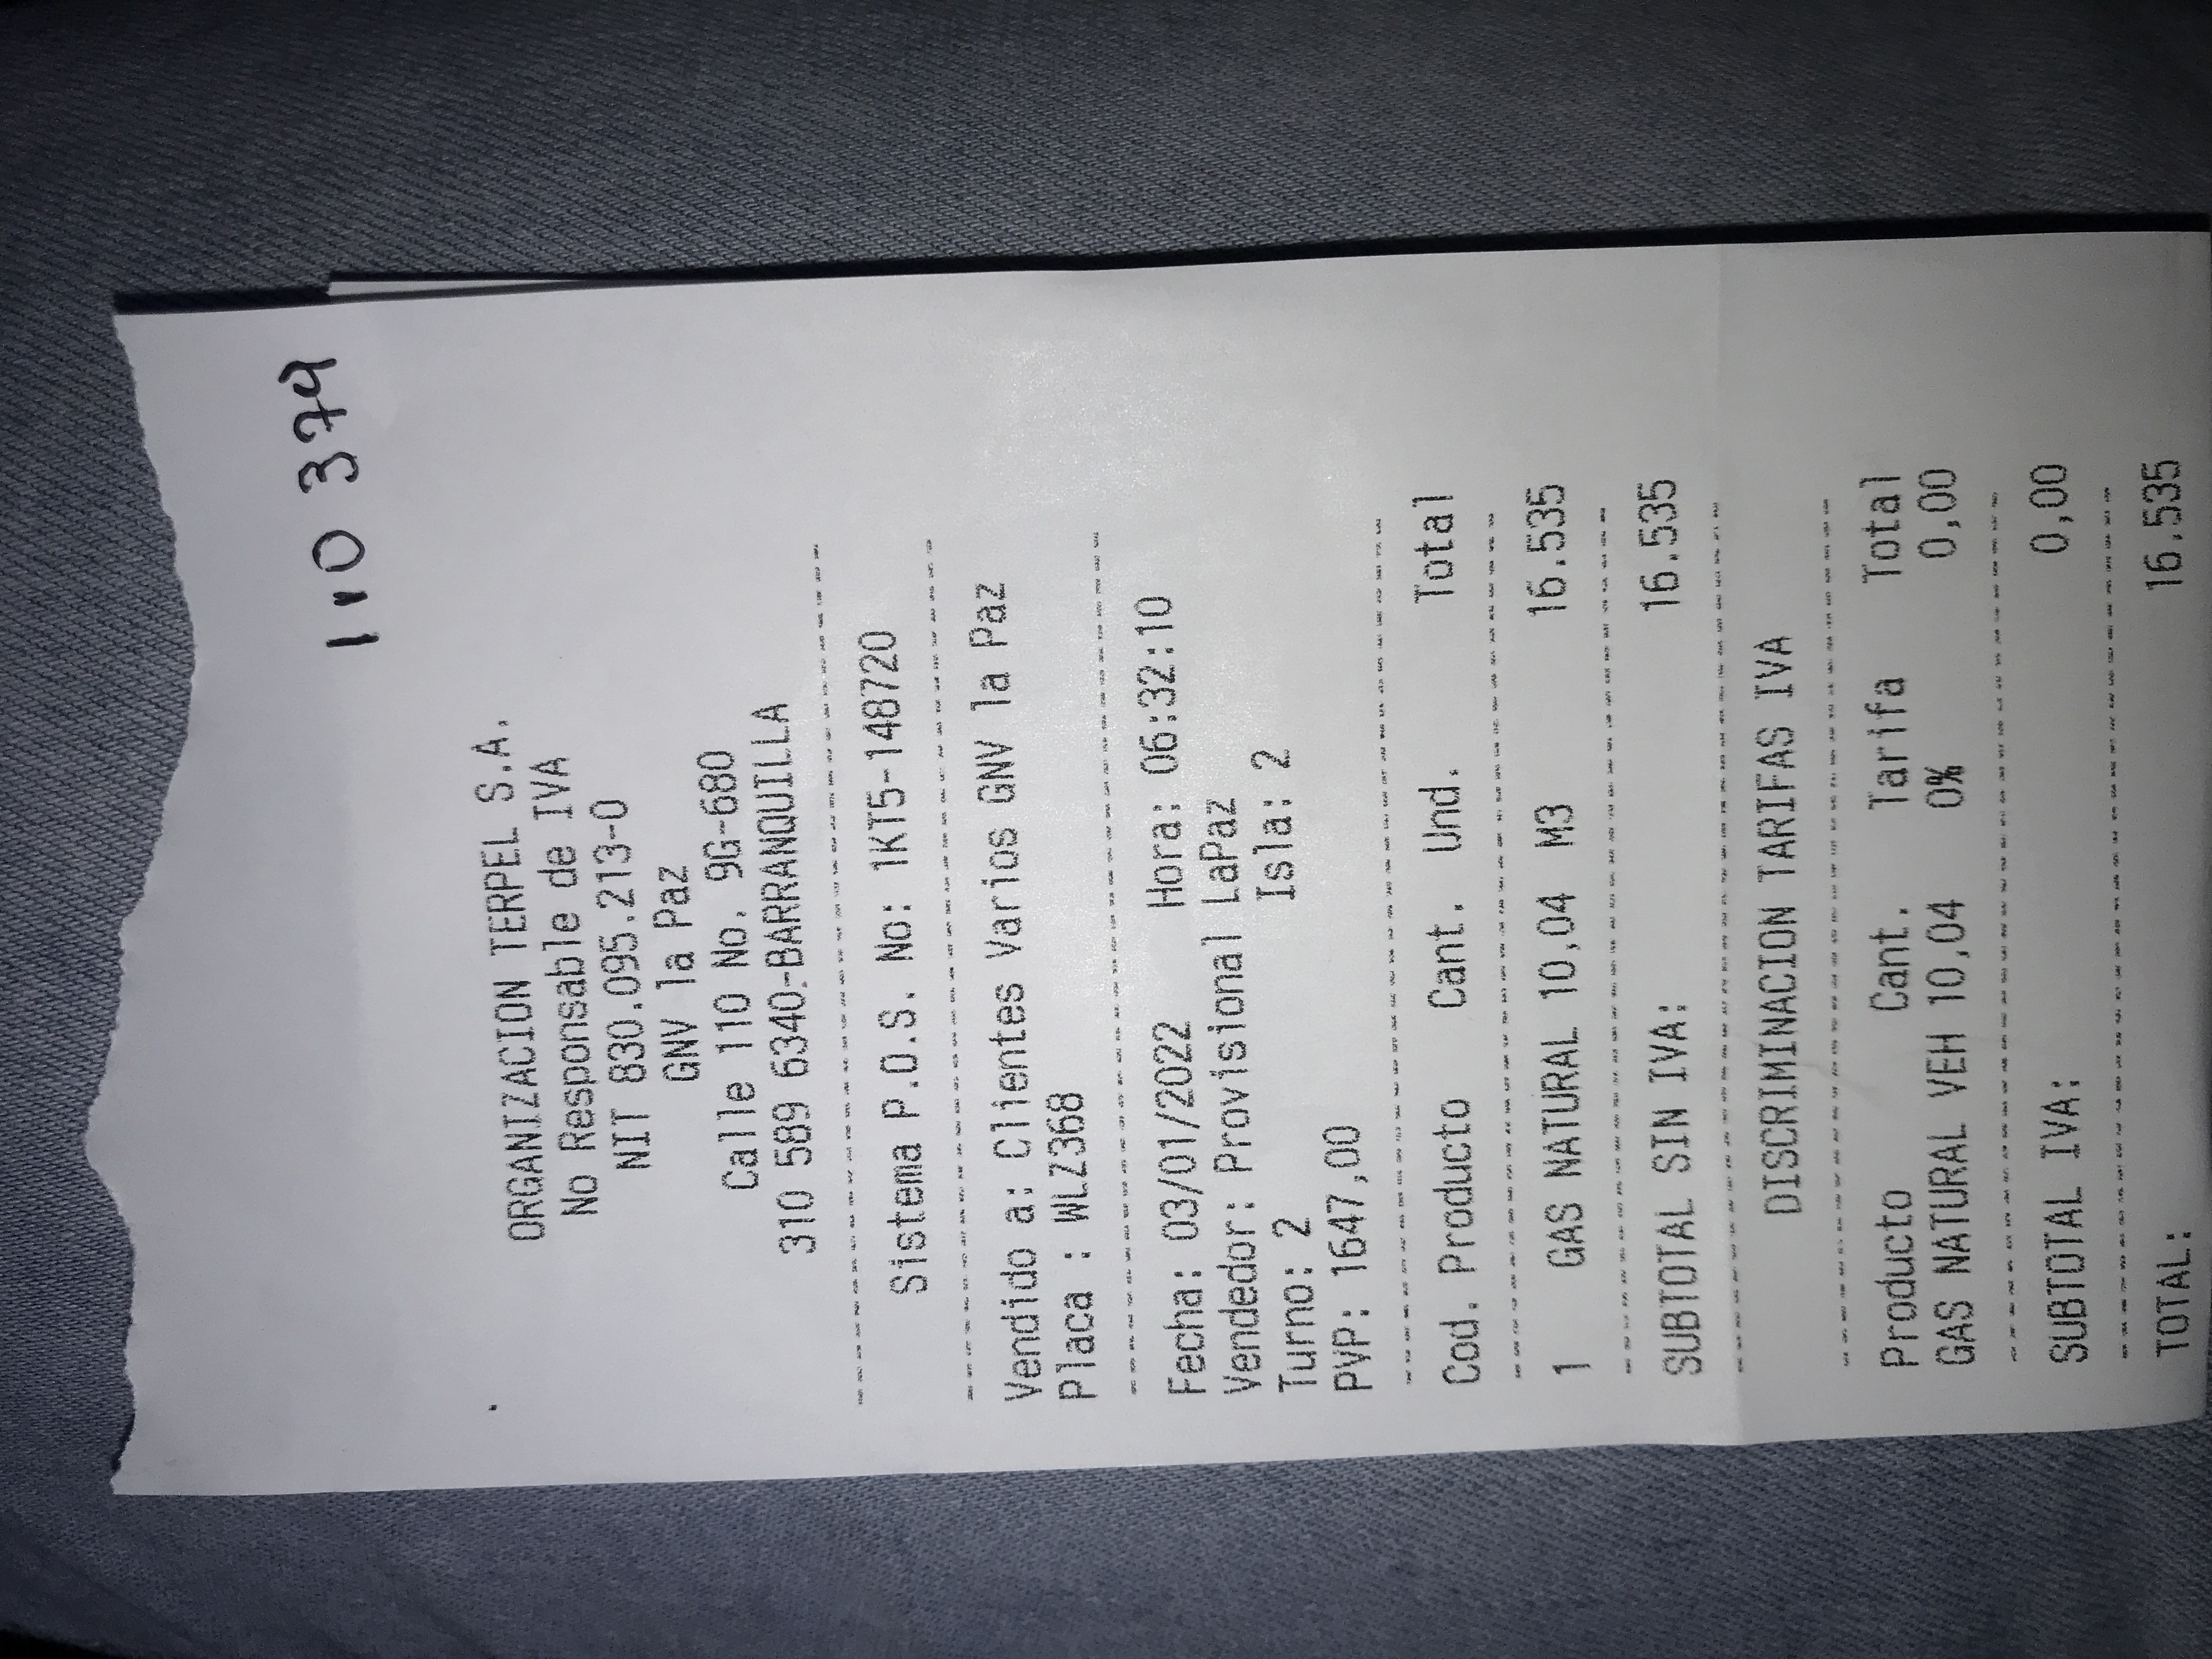 110 374
ORGANIZACION TERPEL S.A.
No Responsable de IVA
NIT 830.095.213-0
GNV la Paz
Calle 110 No. 9G-680
310 589 6340.-BARRANQUILLA
Sistema P.O.S. No: 1KT5-148720
Vendido a: Clientes Varios GNV la Paz
Placa : WLZ368
Fecha: 03/01/2022 Hora: 06:32:10
Vendedor: Provisional LaPaz
Turno: 2 Isla: 2
PVP: 1647,00
Cod. Producto Cant. Und. Total
1 GAS NATURAL 10,04 M3 16.535
SUBTOTAL SIN IVA: 16.535
DISCRIMINACION TARIFAS IVA
Producto Cant. Tarifa Total
GAS NATURAL VEH 10,04 0% 0,00
SUBTOTAL IVA: 0,00
TOTAL: 16.535